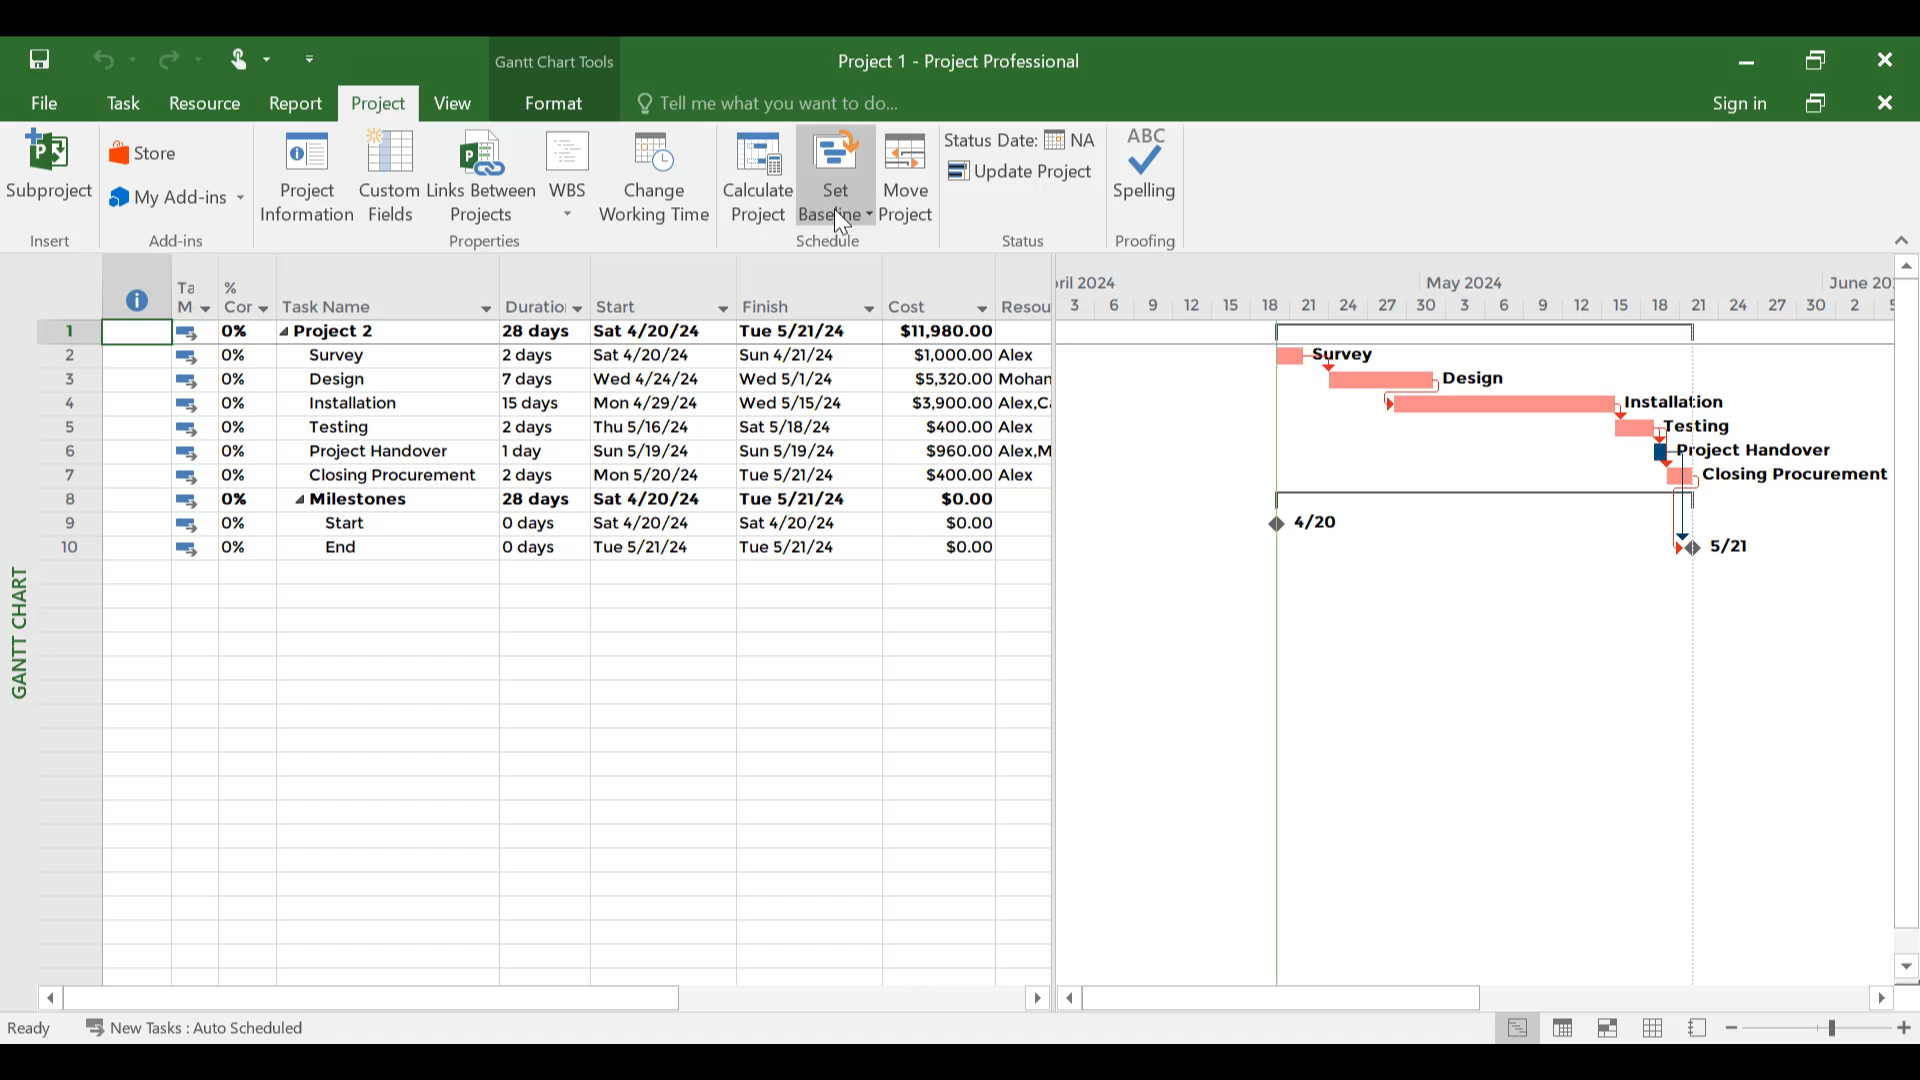 Gantt Chart Tools
Project 1 - Project Professional
File Task Resource Report Project View Format Tell me what you want to do... Sign in
Subproject
Insert
Store
My Add-ins
Add-ins
Project Information
Custom Fields
Links Between Projects
WBS
Change Working Time
Properties
Calculate Project
Set Baseline
Move Project
Schedule
Status Date: NA
Update Project
Status
ABC
Spelling
Proofing
Ta M % Cor Task Name Duratio Start Finish Cost Resou
1 0% Project 2 28 days Sat 4/20/24 Tue 5/21/24 $11,980.00
2 0% Survey 2 days Sat 4/20/24 Sun 4/21/24 $1,000.00 Alex
3 0% Design 7 days Wed 4/24/24 Wed 5/1/24 $5,320.00 Moham
4 0% Installation 15 days Mon 4/29/24 Wed 5/15/24 $3,900.00 Alex,Ca
5 0% Testing 2 days Thu 5/16/24 Sat 5/18/24 $400.00 Alex
6 0% Project Handover 1 day Sun 5/19/24 Sun 5/19/24 $960.00 Alex,M
7 0% Closing Procurement 2 days Mon 5/20/24 Tue 5/21/24 $400.00 Alex
8 0% Milestones 28 days Sat 4/20/24 Tue 5/21/24 $0.00
9 0% Start 0 days Sat 4/20/24 Sat 4/20/24 $0.00
10 0% End 0 days Tue 5/21/24 Tue 5/21/24 $0.00
ril 2024 May 2024 June 20
3 6 9 12 15 18 21 24 27 30 3 6 9 12 15 18 21 24 27 30 2 5
Survey
Design
Installation
Testing
Project Handover
Closing Procurement
4/20
5/21
GANTT CHART
Ready New Tasks : Auto Scheduled